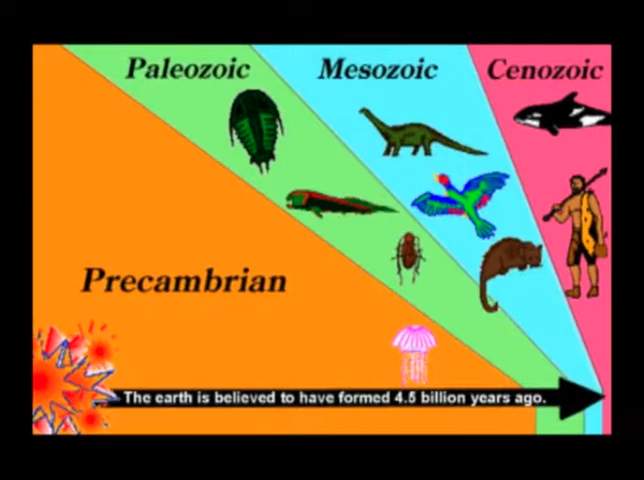 Paleozoic
Mesozoic
Cenozoic
Precambrian
The earth is believed to have formed 4.5 billion years ago.